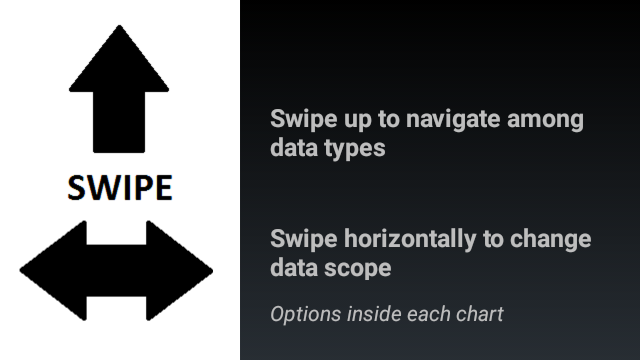 SWIPE
Swipe up to navigate among
data types
Swipe horizontally to change
data scope
Options inside each chart